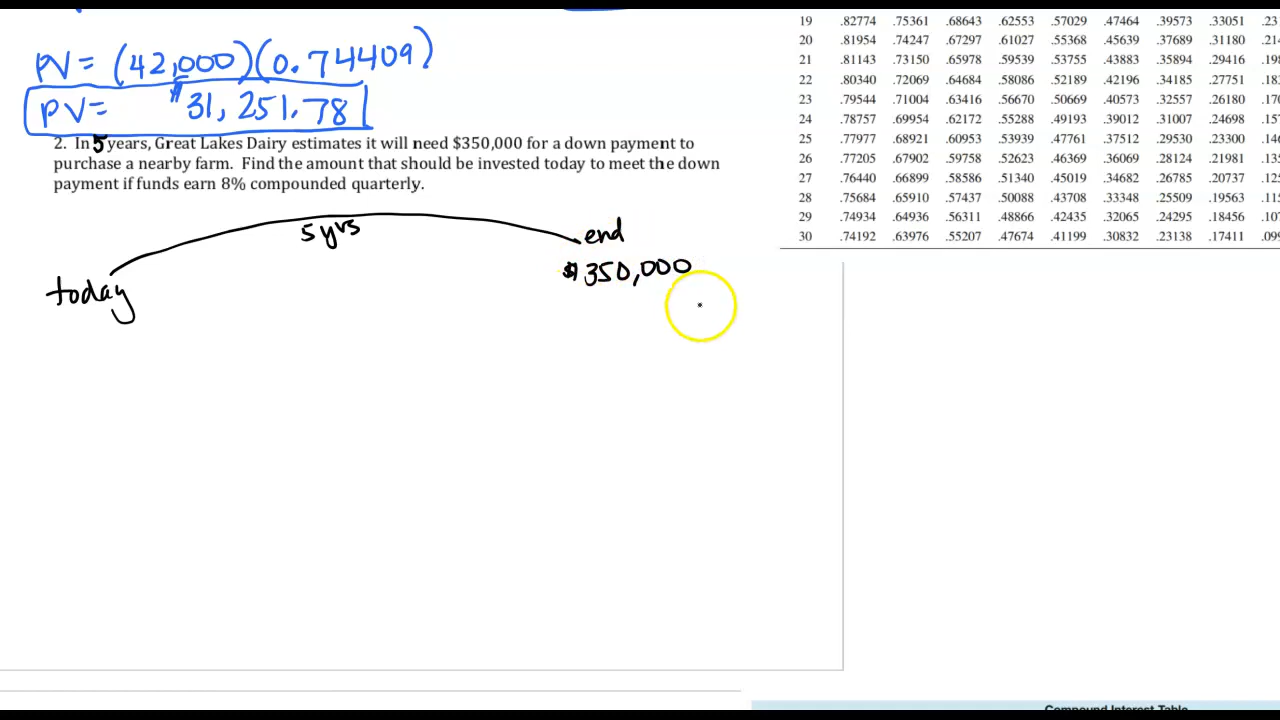 PV = (42,000)(0.74409)
PV= $31,251.78
2. In 5 years, Great Lakes Dairy estimates it will need $350,000 for a down payment to
purchase a nearby farm. Find the amount that should be invested today to meet the down
payment if funds earn 8% compounded quarterly.
5 yrs
end
$350,000
today
19 .82774 .75361 .68643 .62553 .57029 .47464 .39573 .33051
20 .81954 .74247 .67297 .61027 .55368 .45639 .37689 .31180
21 .81143 .73150 .65978 .59539 .53755 .43883 .35894 .29416
22 .80340 .72069 .64684 .58086 .52189 .42196 .34185 .27751
23 .79544 .71004 .63416 .56670 .50669 .40573 .32557 .26180
24 .78757 .69954 .62172 .55288 .49193 .39012 .31007 .24698
25 .77977 .68921 .60953 .53939 .47761 .37512 .29530 .23300
26 .77205 .67902 .59758 .52623 .46369 .36069 .28124 .21981
27 .76440 .66899 .58586 .51340 .45019 .34682 .26785 .20737
28 .75684 .65910 .57437 .50088 .43708 .33348 .25509 .19563
29 .74934 .64936 .56311 .48866 .42435 .32065 .24295 .18456
30 .74192 .63976 .55207 .47674 .41199 .30832 .23138 .17411
Compound Interest Table